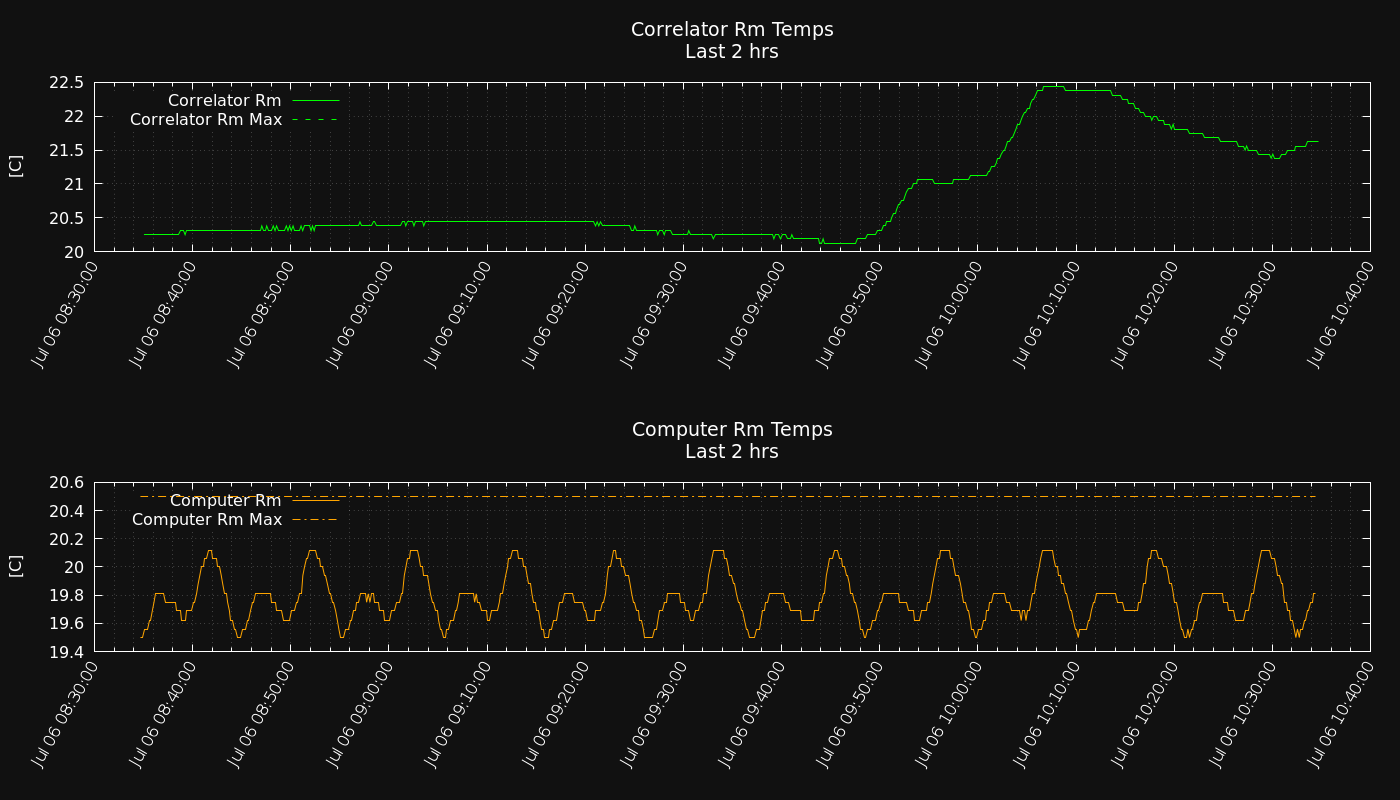 Correlator Rm Temps
Last 2 hrs
22.5
22
21.5
21
20.5
20
[C]
Correlator Rm
Correlator Rm Max
Jul 06 08:30:00
Jul 06 08:40:00
Jul 06 08:50:00
Jul 06 09:00:00
Jul 06 09:10:00
Jul 06 09:20:00
Jul 06 09:30:00
Jul 06 09:40:00
Jul 06 09:50:00
Jul 06 10:00:00
Jul 06 10:10:00
Jul 06 10:20:00
Jul 06 10:30:00
Jul 06 10:40:00
Computer Rm Temps
Last 2 hrs
20.6
20.4
20.2
20
19.8
19.6
19.4
[C]
Computer Rm
Computer Rm Max
Jul 06 08:30:00
Jul 06 08:40:00
Jul 06 08:50:00
Jul 06 09:00:00
Jul 06 09:10:00
Jul 06 09:20:00
Jul 06 09:30:00
Jul 06 09:40:00
Jul 06 09:50:00
Jul 06 10:00:00
Jul 06 10:10:00
Jul 06 10:20:00
Jul 06 10:30:00
Jul 06 10:40:00